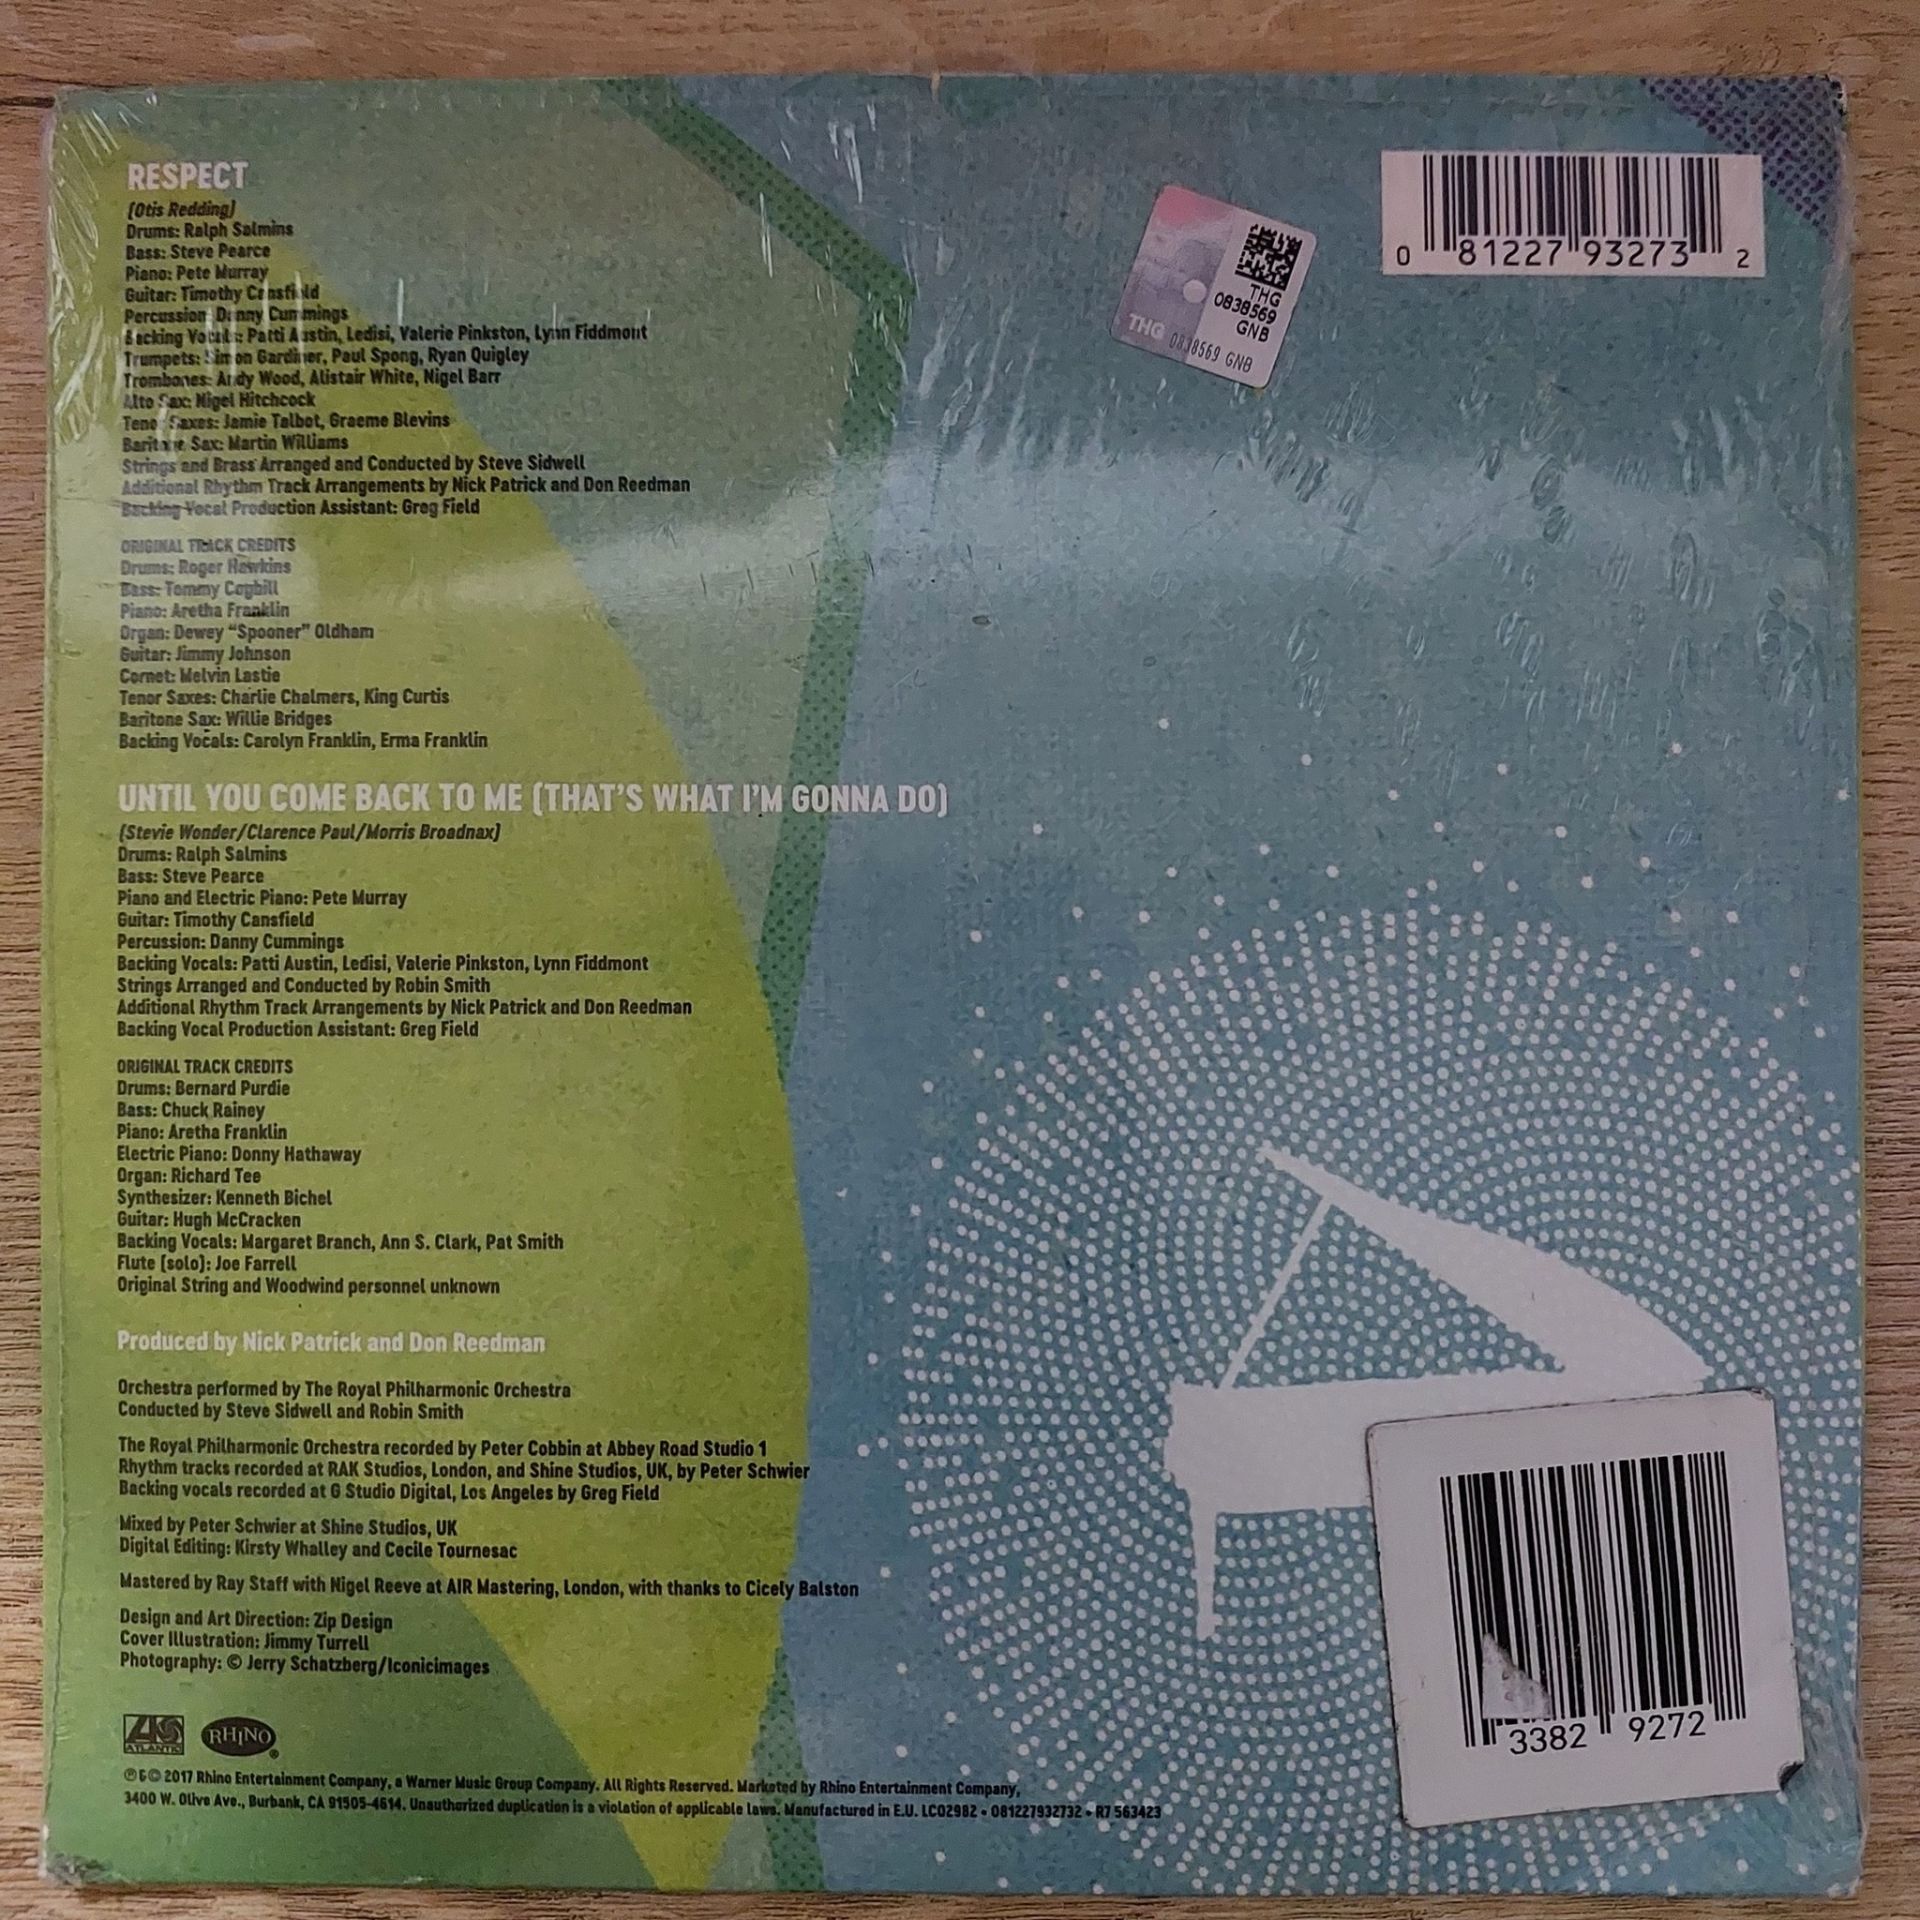 RESPECT
(Otis Redding)
Drums: Ralph Salmins
Bass: Steve Pearce
Piano: Pete Murray
Guitar: Timothy Cansfield
Percussion: Danny Cummings
Backing Vocals: Patti Austin, Ledisi, Valerie Pinkston, Lynn Fiddmont
Trumpets: Simon Gardiner, Paul Spong, Ryan Quigley
Trombones: Andy Wood, Alistair White, Nigel Barr
Alto Sax: Nigel Hitchcock
Tenor Saxes: Jamie Talbot, Graeme Blevins
Baritone Sax: Martin Williams
Strings and Brass Arranged and Conducted by Steve Sidwell
Additional Rhythm Track Arrangements by Nick Patrick and Don Reedman
Backing Vocal Production Assistant: Greg Field
ORIGINAL TRACK CREDITS
Drums: Roger Hawkins
Bass: Tommy Cogbill
Piano: Aretha Franklin
Organ: Dewey “Spooner” Oldham
Guitar: Jimmy Johnson
Cornet: Melvin Lastie
Tenor Saxes: Charlie Chalmers, King Curtis
Baritone Sax: Willie Bridges
Backing Vocals: Carolyn Franklin, Erma Franklin
UNTIL YOU COME BACK TO ME (THAT’S WHAT I’M GONNA DO)
(Stevie Wonder/Clarence Paul/Morris Broadnax)
Drums: Ralph Salmins
Bass: Steve Pearce
Piano and Electric Piano: Pete Murray
Guitar: Timothy Cansfield
Percussion: Danny Cummings
Backing Vocals: Patti Austin, Ledisi, Valerie Pinkston, Lynn Fiddmont
Strings Arranged and Conducted by Robin Smith
Additional Rhythm Track Arrangements by Nick Patrick and Don Reedman
Backing Vocal Production Assistant: Greg Field
ORIGINAL TRACK CREDITS
Drums: Bernard Purdie
Bass: Chuck Rainey
Piano: Aretha Franklin
Electric Piano: Donny Hathaway
Organ: Richard Tee
Synthesizer: Kenneth Bichel
Guitar: Hugh McCracken
Backing Vocals: Margaret Branch, Ann S. Clark, Pat Smith
Flute (solo): Joe Farrell
Original String and Woodwind personnel unknown
Produced by Nick Patrick and Don Reedman
Orchestra performed by The Royal Philharmonic Orchestra
Conducted by Steve Sidwell and Robin Smith
The Royal Philharmonic Orchestra recorded by Peter Cobbin at Abbey Road Studio 1
Rhythm tracks recorded at RAK Studios, London, and Shine Studios, UK, by Peter Schwier
Backing vocals recorded at G Studio Digital, Los Angeles by Greg Field
Mixed by Peter Schwier at Shine Studios, UK
Digital Editing: Kirsty Whalley and Cecile Tournesac
Mastered by Ray Staff with Nigel Reeve at AIR Mastering, London, with thanks to Cicely Balston
Design and Art Direction: Zip Design
Cover Illustration: Jimmy Turrell
Photography: © Jerry Schatzberg/Iconicimages
ATLANTIC
RHINO ®
℗ & © 2017 Rhino Entertainment Company, a Warner Music Group Company. All Rights Reserved. Marketed by Rhino Entertainment Company,
3400 W. Olive Ave., Burbank, CA 91505-4614. Unauthorized duplication is a violation of applicable laws. Manufactured in E.U. LC02982 • 081227932732 • R7 563423
0 81227 93273 2
THG
0838569
GNB
THG 0838569 GNB
3382 9272